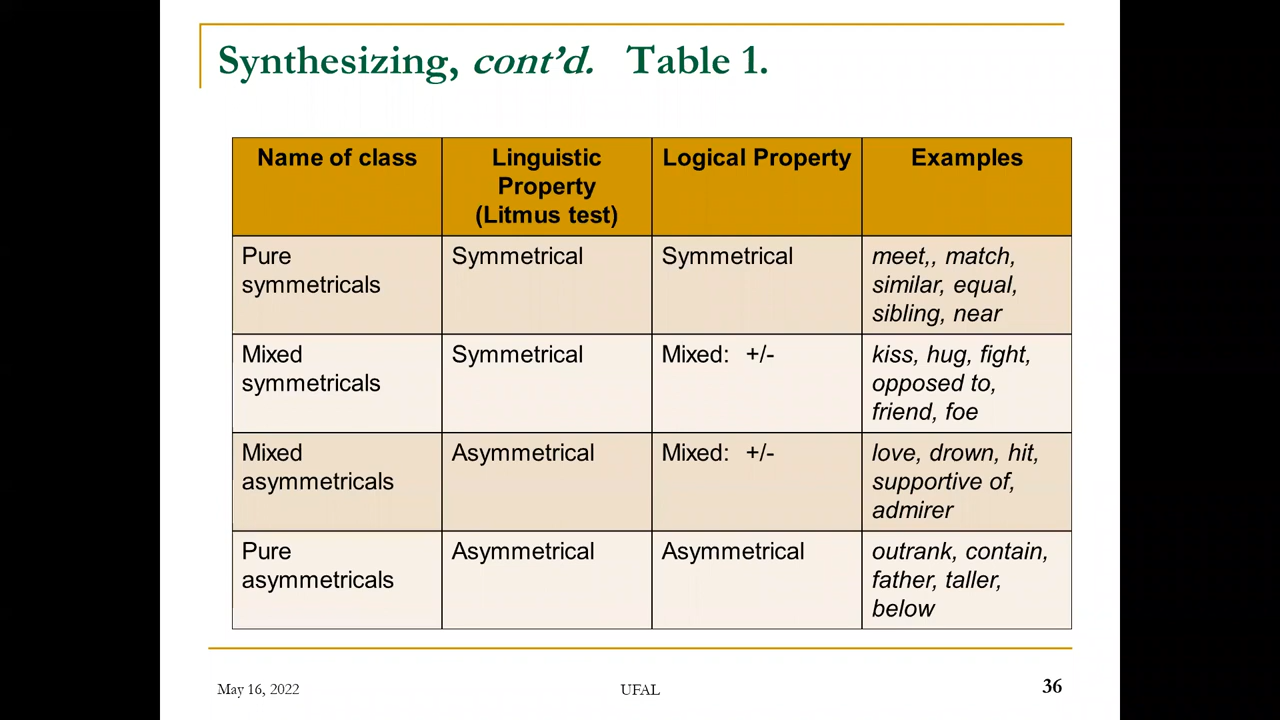 Synthesizing, cont’d. Table 1.
Name of class
Linguistic
Property
(Litmus test)
Logical Property
Examples
Pure
symmetricals
Symmetrical
Symmetrical
meet,, match,
similar, equal,
sibling, near
Mixed
symmetricals
Symmetrical
Mixed: +/-
kiss, hug, fight,
opposed to,
friend, foe
Mixed
asymmetricals
Asymmetrical
Mixed: +/-
love, drown, hit,
supportive of,
admirer
Pure
asymmetricals
Asymmetrical
Asymmetrical
outrank, contain,
father, taller,
below
May 16, 2022
UFAL
36